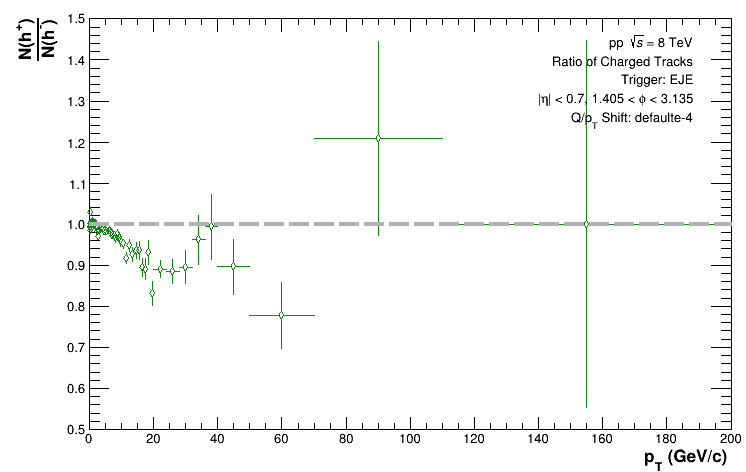 N(h⁺)
N(h⁻)
1.5
1.4
1.3
1.2
1.1
1.0
0.9
0.8
0.7
0.6
0.5
pp √s = 8 TeV
Ratio of Charged Tracks
Trigger: EJE
|η| < 0.7, 1.405 < ϕ < 3.135
Q/p_T Shift: defaulte-4
0 20 40 60 80 100 120 140 160 180 200
p_T (GeV/c)